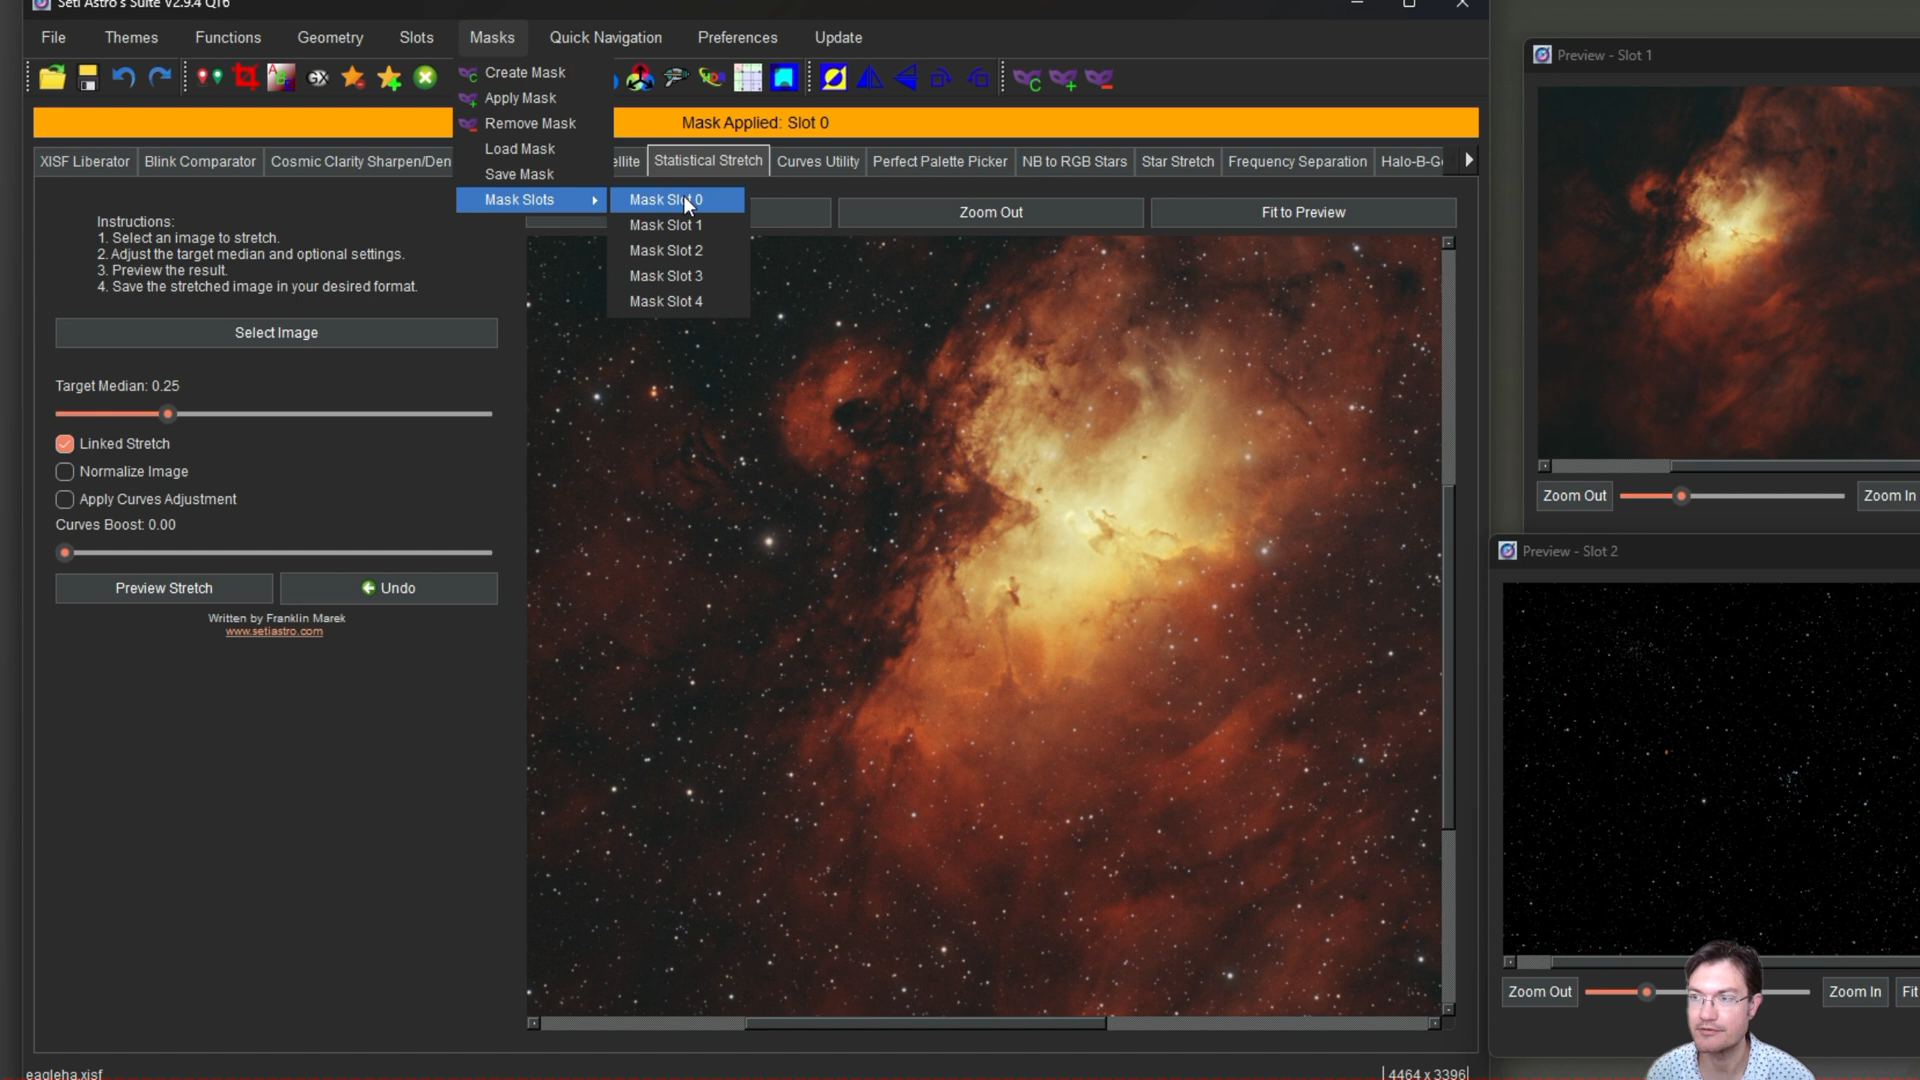 Seti Astro's Suite V2.9.4 QT6
File Themes Functions Geometry Slots Masks Quick Navigation Preferences Update
Create Mask
Apply Mask
Remove Mask
Load Mask
Save Mask
Mask Slots
Mask Slot 0
Mask Slot 1
Mask Slot 2
Mask Slot 3
Mask Slot 4
Mask Applied: Slot 0
XISF Liberator Blink Comparator Cosmic Clarity Sharpen/Den ellite Statistical Stretch Curves Utility Perfect Palette Picker NB to RGB Stars Star Stretch Frequency Separation Halo-B-G
Zoom Out Fit to Preview
Instructions:
1. Select an image to stretch.
2. Adjust the target median and optional settings.
3. Preview the result.
4. Save the stretched image in your desired format.
Select Image
Target Median: 0.25
Linked Stretch
Normalize Image
Apply Curves Adjustment
Curves Boost: 0.00
Preview Stretch Undo
Written by Franklin Marek
www.setiastro.com
eagleha.xisf
4464 x 3396
Preview - Slot 1
Zoom Out Zoom In
Preview - Slot 2
Zoom Out Zoom In Fit